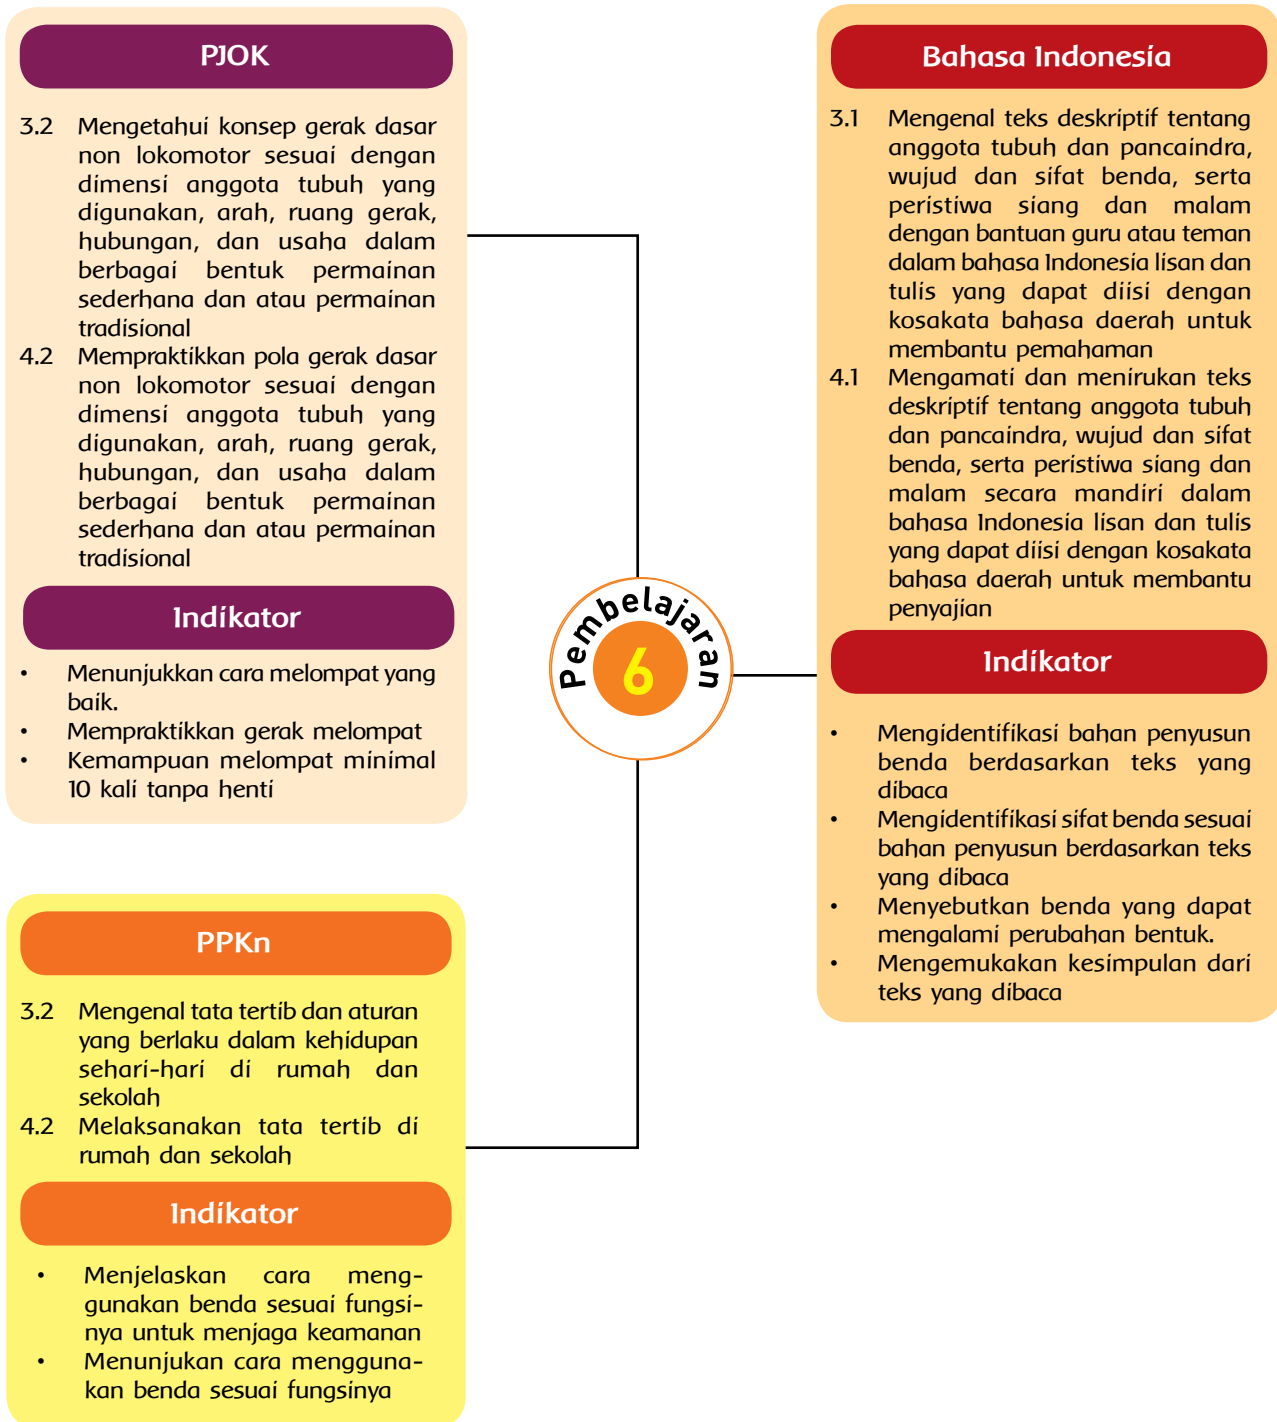 PJOK
3.2 Mengetahui konsep gerak dasar
non lokomotor sesuai dengan
dimensi anggota tubuh yang
digunakan, arah, ruang gerak,
hubungan, dan usaha dalam
berbagai bentuk permainan
sederhana dan atau permainan
tradisional
4.2 Mempraktikkan pola gerak dasar
non lokomotor sesuai dengan
dimensi anggota tubuh yang
digunakan, arah, ruang gerak,
hubungan, dan usaha dalam
berbagai bentuk permainan
sederhana dan atau permainan
tradisional
Indikator
• Menunjukkan cara melompat yang
baik.
• Mempraktikkan gerak melompat
• Kemampuan melompat minimal
10 kali tanpa henti
PPKn
3.2 Mengenal tata tertib dan aturan
yang berlaku dalam kehidupan
sehari-hari di rumah dan
sekolah
4.2 Melaksanakan tata tertib di
rumah dan sekolah
Indikator
• Menjelaskan cara meng-
gunakan benda sesuai fungsi-
nya untuk menjaga keamanan
• Menunjukan cara mengguna-
kan benda sesuai fungsinya
Pembelajaran
6
Bahasa Indonesia
3.1 Mengenal teks deskriptif tentang
anggota tubuh dan pancaindra,
wujud dan sifat benda, serta
peristiwa siang dan malam
dengan bantuan guru atau teman
dalam bahasa Indonesia lisan dan
tulis yang dapat diisi dengan
kosakata bahasa daerah untuk
membantu pemahaman
4.1 Mengamati dan menirukan teks
deskriptif tentang anggota tubuh
dan pancaindra, wujud dan sifat
benda, serta peristiwa siang dan
malam secara mandiri dalam
bahasa Indonesia lisan dan tulis
yang dapat diisi dengan kosakata
bahasa daerah untuk membantu
penyajian
Indikator
• Mengidentifikasi bahan penyusun
benda berdasarkan teks yang
dibaca
• Mengidentifikasi sifat benda sesuai
bahan penyusun berdasarkan teks
yang dibaca
• Menyebutkan benda yang dapat
mengalami perubahan bentuk.
• Mengemukakan kesimpulan dari
teks yang dibaca